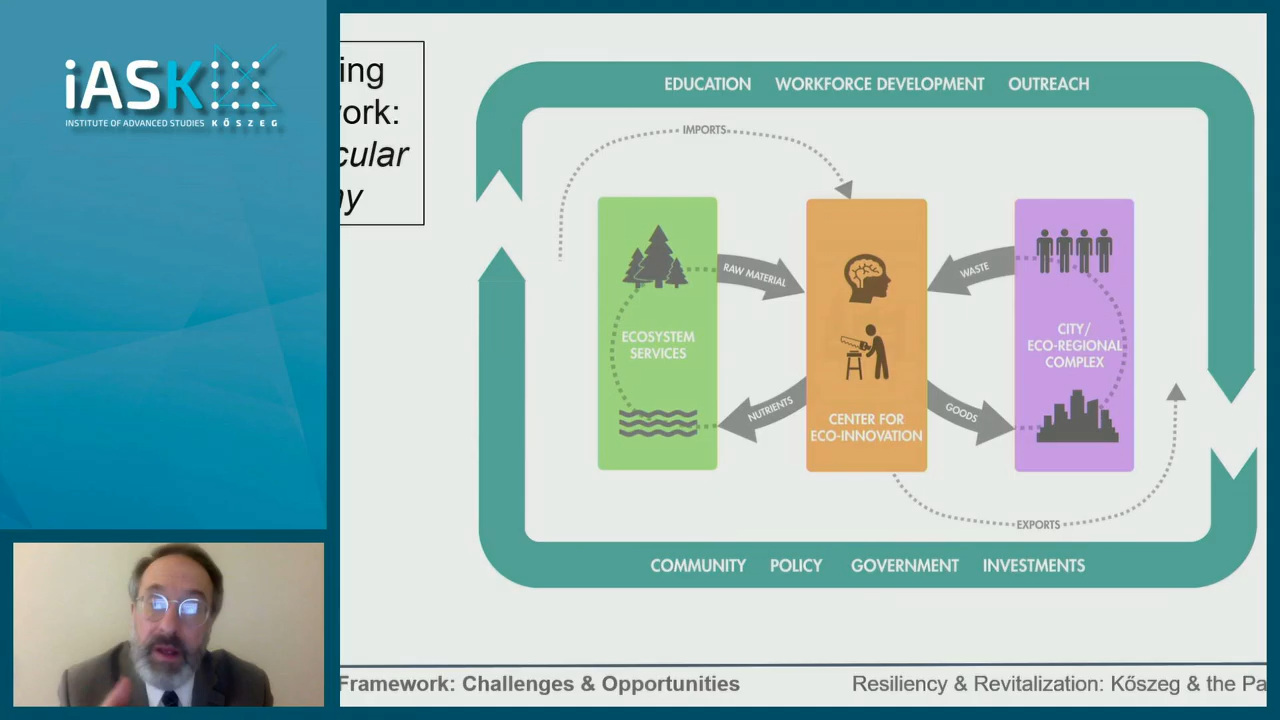 iASK
INSTITUTE OF ADVANCED STUDIES KŐSZEG
ing
ork:
cular
y
EDUCATION WORKFORCE DEVELOPMENT OUTREACH
IMPORTS
RAW MATERIAL
WASTE
ECOSYSTEM
SERVICES
CITY/
ECO-REGIONAL
COMPLEX
NUTRIENTS
GOODS
CENTER FOR
ECO-INNOVATION
EXPORTS
COMMUNITY POLICY GOVERNMENT INVESTMENTS
Framework: Challenges & Opportunities
Resiliency & Revitalization: Kőszeg & the Pa